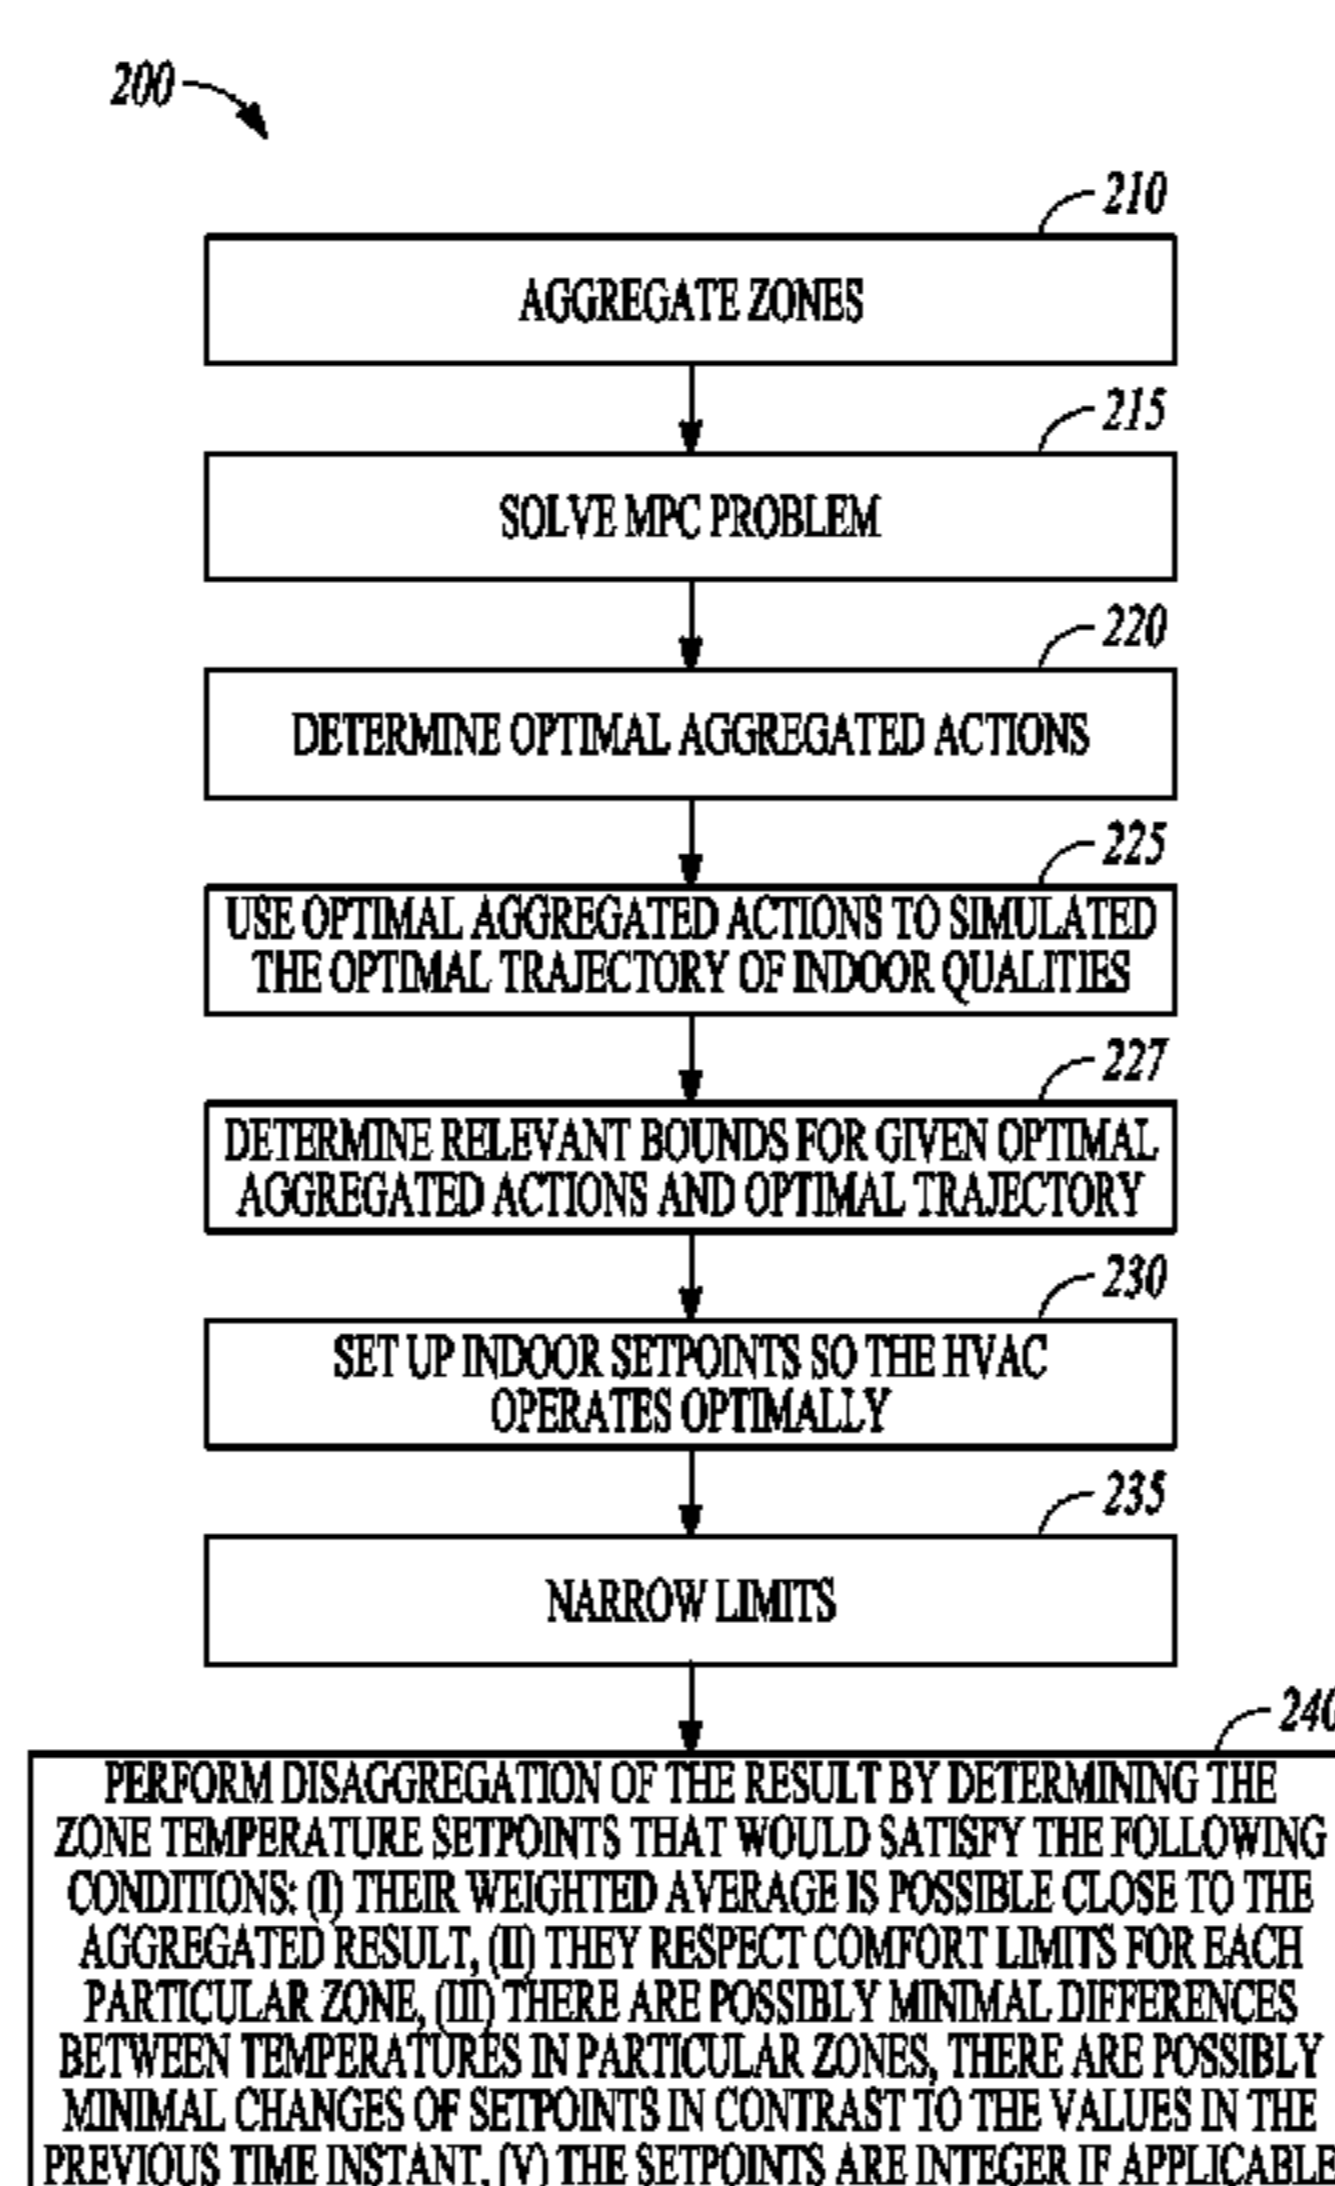 200
210
AGGREGATE ZONES
215
SOLVE MPC PROBLEM
220
DETERMINE OPTIMAL AGGREGATED ACTIONS
225
USE OPTIMAL AGGREGATED ACTIONS TO SIMULATED
THE OPTIMAL TRAJECTORY OF INDOOR QUALITIES
227
DETERMINE RELEVANT BOUNDS FOR GIVEN OPTIMAL
AGGREGATED ACTIONS AND OPTIMAL TRAJECTORY
230
SET UP INDOOR SETPOINTS SO THE HVAC
OPERATES OPTIMALLY
235
NARROW LIMITS
240
PERFORM DISAGGREGATION OF THE RESULT BY DETERMINING THE
ZONE TEMPERATURE SETPOINTS THAT WOULD SATISFY THE FOLLOWING
CONDITIONS: (I) THEIR WEIGHTED AVERAGE IS POSSIBLE CLOSE TO THE
AGGREGATED RESULT, (II) THEY RESPECT COMFORT LIMITS FOR EACH
PARTICULAR ZONE, (III) THERE ARE POSSIBLY MINIMAL DIFFERENCES
BETWEEN TEMPERATURES IN PARTICULAR ZONES, THERE ARE POSSIBLY
MINIMAL CHANGES OF SETPOINTS IN CONTRAST TO THE VALUES IN THE
PREVIOUS TIME INSTANT, (V) THE SETPOINTS ARE INTEGER IF APPLICABLE